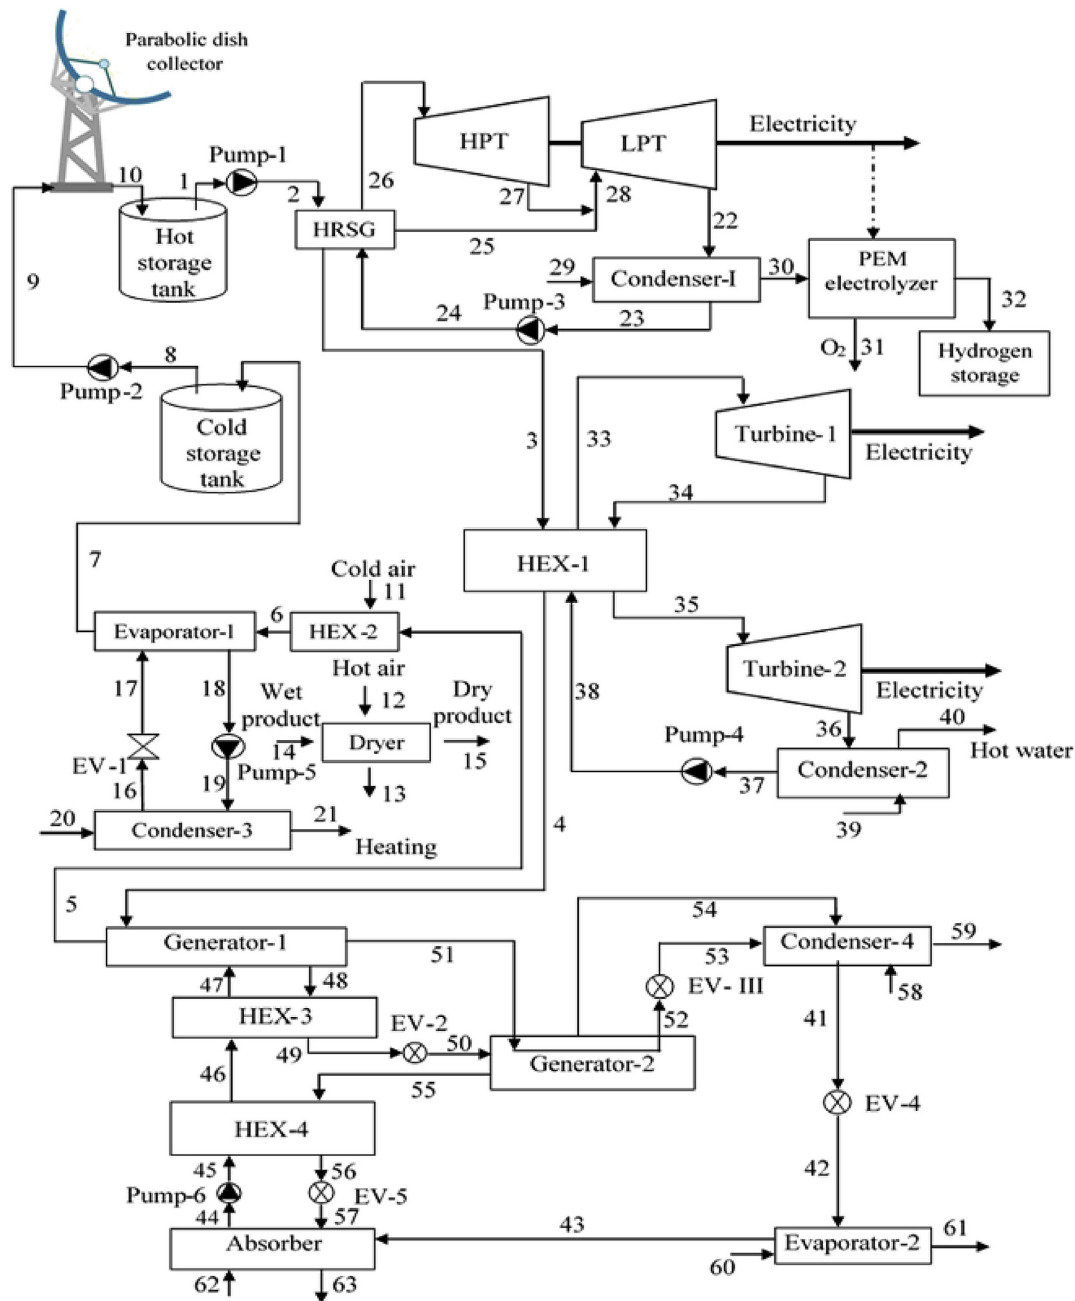 Parabolic dish
collector
Pump-1
10
1
2
26
HPT
LPT
Electricity
27
28
Hot
storage
tank
HRSG
25
22
9
29
Condenser-I
30
PEM
electrolyzer
32
Pump-3
24
23
O₂
31
Hydrogen
storage
8
Pump-2
Cold
storage
tank
3
33
Turbine-1
Electricity
34
7
HEX-1
Cold air
11
6
Evaporator-1
HEX-2
35
Hot air
12
17
18
Wet
product
14
Dryer
Dry
product
15
13
38
Turbine-2
Electricity
36
40
Hot water
Pump-4
37
Condenser-2
39
EV-1
16
Pump-5
19
20
Condenser-3
21
Heating
4
5
Generator-1
51
54
53
Condenser-4
59
58
47
48
EV-III
52
HEX-3
EV-2
49
50
Generator-2
41
46
55
HEX-4
EV-4
45
56
42
Pump-6
EV-5
44
57
43
Absorber
Evaporator-2
61
60
62
63